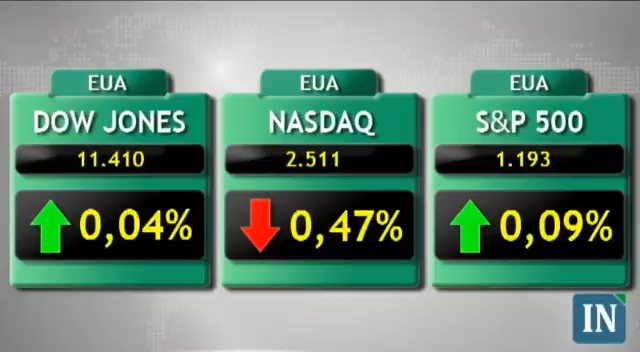 EUA
DOW JONES
11.410
0,04%
EUA
NASDAQ
2.511
0,47%
EUA
S&P 500
1.193
0,09%
IN